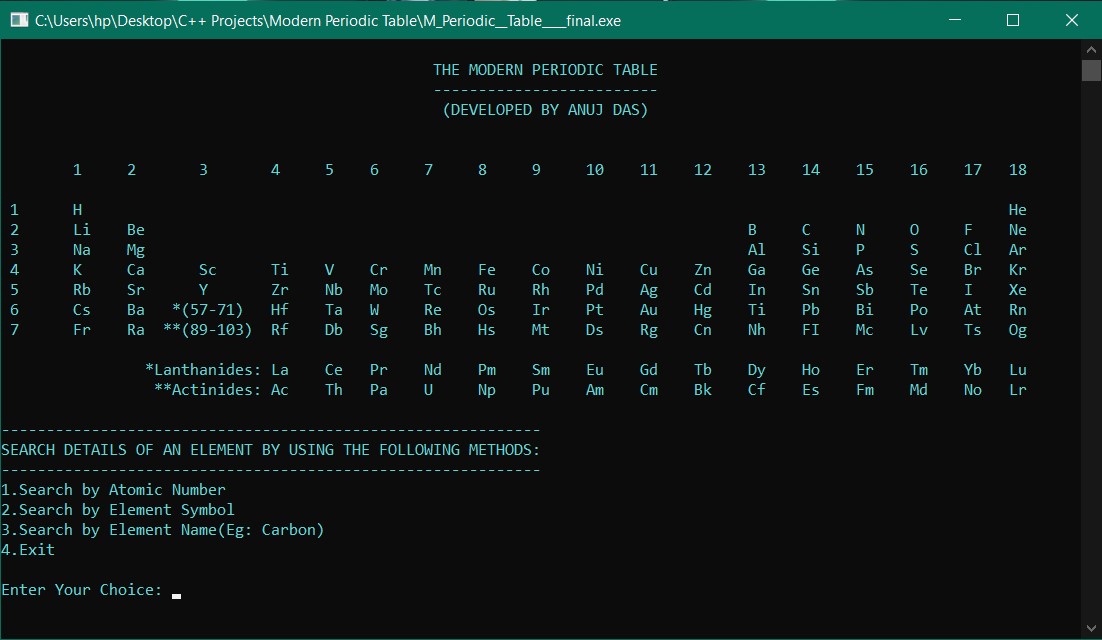 C:\Users\hp\Desktop\C++ Projects\Modern Periodic Table\M_Periodic__Table___final.exe
THE MODERN PERIODIC TABLE
-------------------------
(DEVELOPED BY ANUJ DAS)
1 2 3 4 5 6 7 8 9 10 11 12 13 14 15 16 17 18
1 H He
2 Li Be B C N O F Ne
3 Na Mg Al Si P S Cl Ar
4 K Ca Sc Ti V Cr Mn Fe Co Ni Cu Zn Ga Ge As Se Br Kr
5 Rb Sr Y Zr Nb Mo Tc Ru Rh Pd Ag Cd In Sn Sb Te I Xe
6 Cs Ba *(57-71) Hf Ta W Re Os Ir Pt Au Hg Ti Pb Bi Po At Rn
7 Fr Ra **(89-103) Rf Db Sg Bh Hs Mt Ds Rg Cn Nh FI Mc Lv Ts Og
*Lanthanides: La Ce Pr Nd Pm Sm Eu Gd Tb Dy Ho Er Tm Yb Lu
**Actinides: Ac Th Pa U Np Pu Am Cm Bk Cf Es Fm Md No Lr
------------------------------------------------------------
SEARCH DETAILS OF AN ELEMENT BY USING THE FOLLOWING METHODS:
------------------------------------------------------------
1.Search by Atomic Number
2.Search by Element Symbol
3.Search by Element Name(Eg: Carbon)
4.Exit
Enter Your Choice: